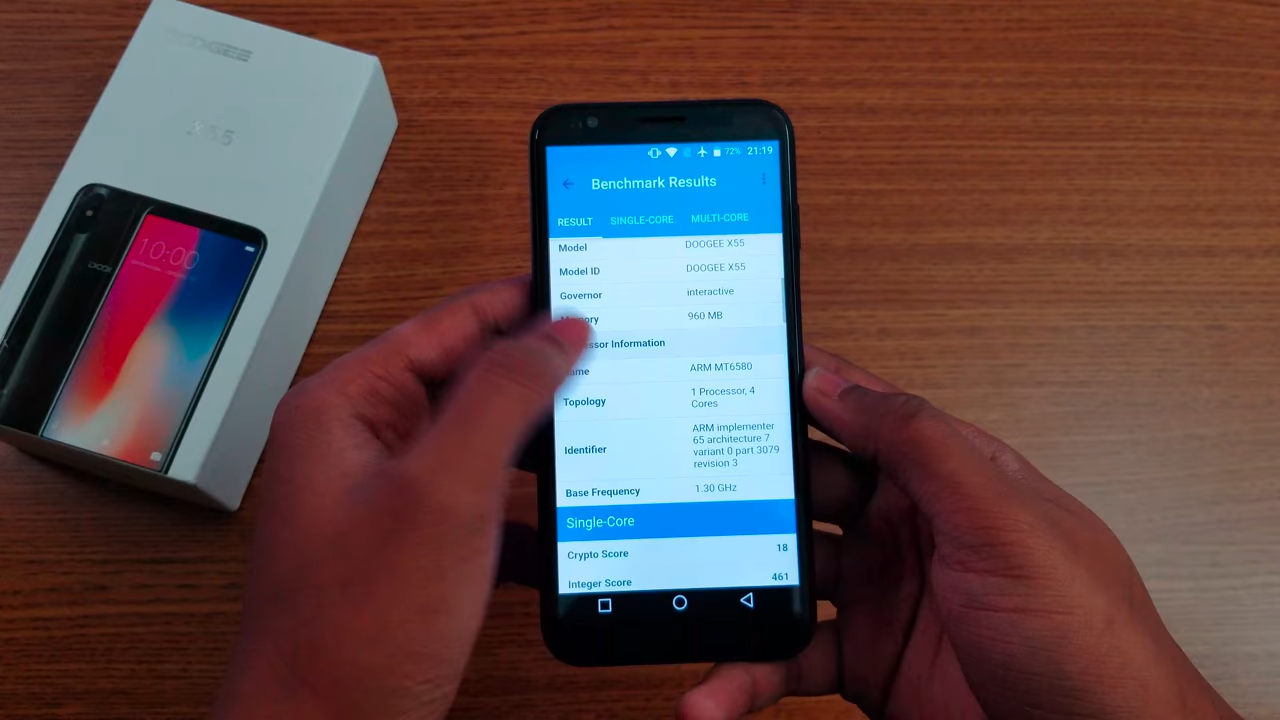 X55
10:00
72% 21:19
Benchmark Results
RESULT SINGLE-CORE MULTI-CORE
Model DOOGEE X55
Model ID DOOGEE X55
Governor interactive
960 MB
Information
ARM MT6580
Topology 1 Processor, 4
Cores
Identifier ARM implementer
65 architecture 7
variant 0 part 3079
revision 3
Base Frequency 1.30 GHz
Single-Core
Crypto Score 18
Integer Score 461